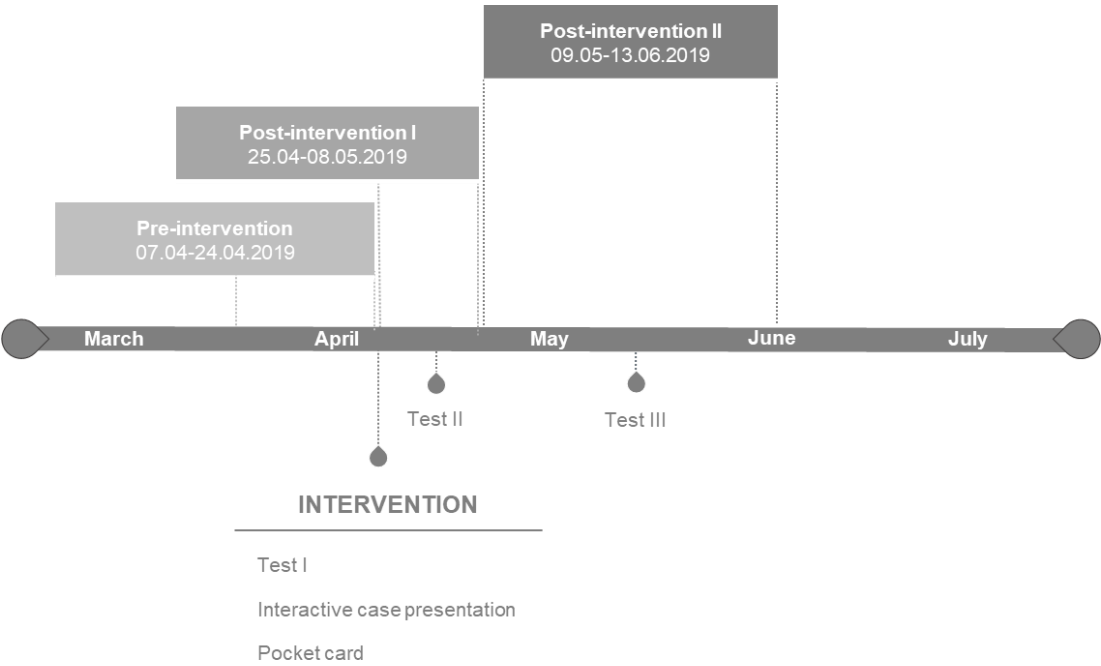 Post-intervention II
09.05-13.06.2019
Post-intervention I
25.04-08.05.2019
Pre-intervention
07.04-24.04.2019
March April May June July
Test II Test III
INTERVENTION
Test I
Interactive case presentation
Pocket card